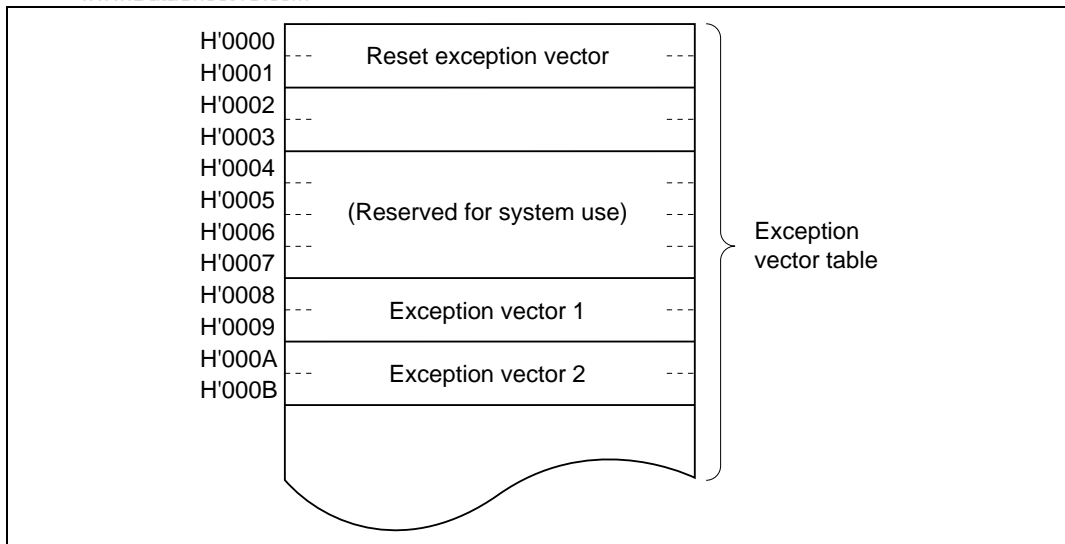 H'0000
H'0001
Reset exception vector
H'0002
H'0003
H'0004
H'0005
H'0006
H'0007
(Reserved for system use)
H'0008
H'0009
Exception vector 1
H'000A
H'000B
Exception vector 2
Exception
vector table